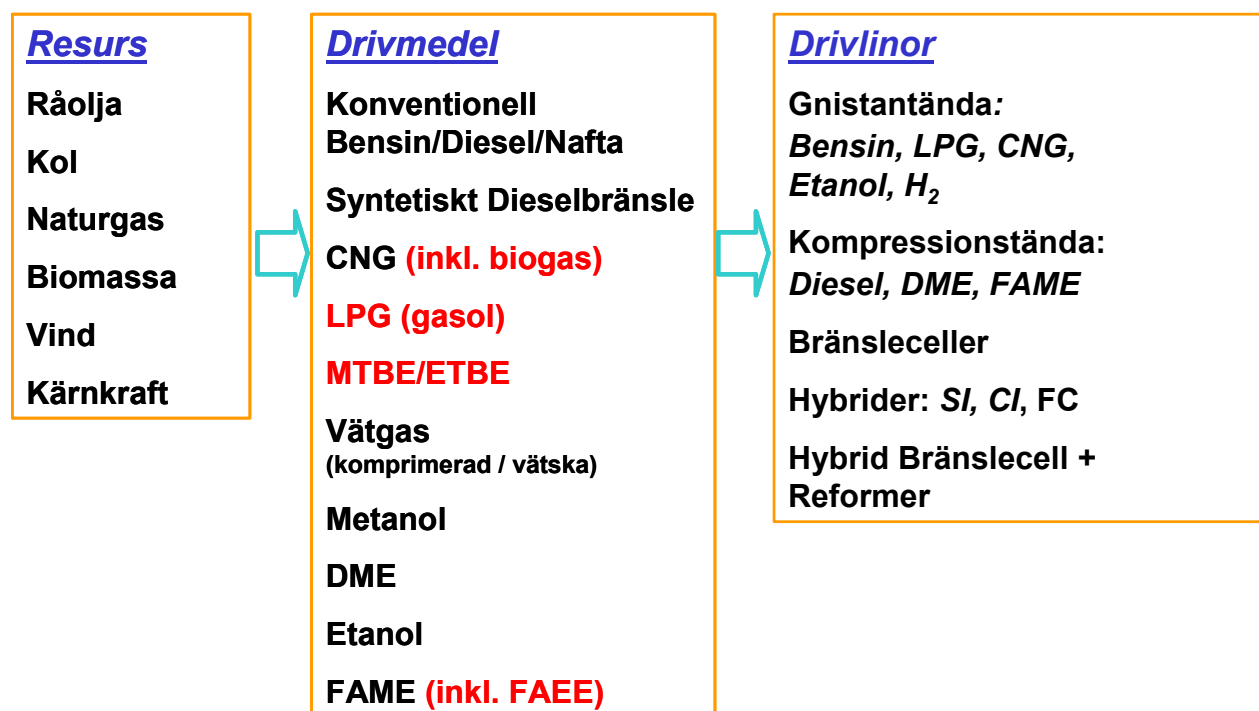 Resurs
Råolja
Kol
Naturgas
Biomassa
Vind
Kärnkraft
Drivmedel
Konventionell
Bensin/Diesel/Nafta
Syntetiskt Dieselbränsle
CNG (inkl. biogas)
LPG (gasol)
MTBE/ETBE
Vätgas
(komprimerad / vätska)
Metanol
DME
Etanol
FAME (inkl. FAEE)
Drivlinor
Gnistantända:
Bensin, LPG, CNG,
Etanol, H₂
Kompressionstända:
Diesel, DME, FAME
Bränsleceller
Hybrider: SI, CI, FC
Hybrid Bränslecell +
Reformer